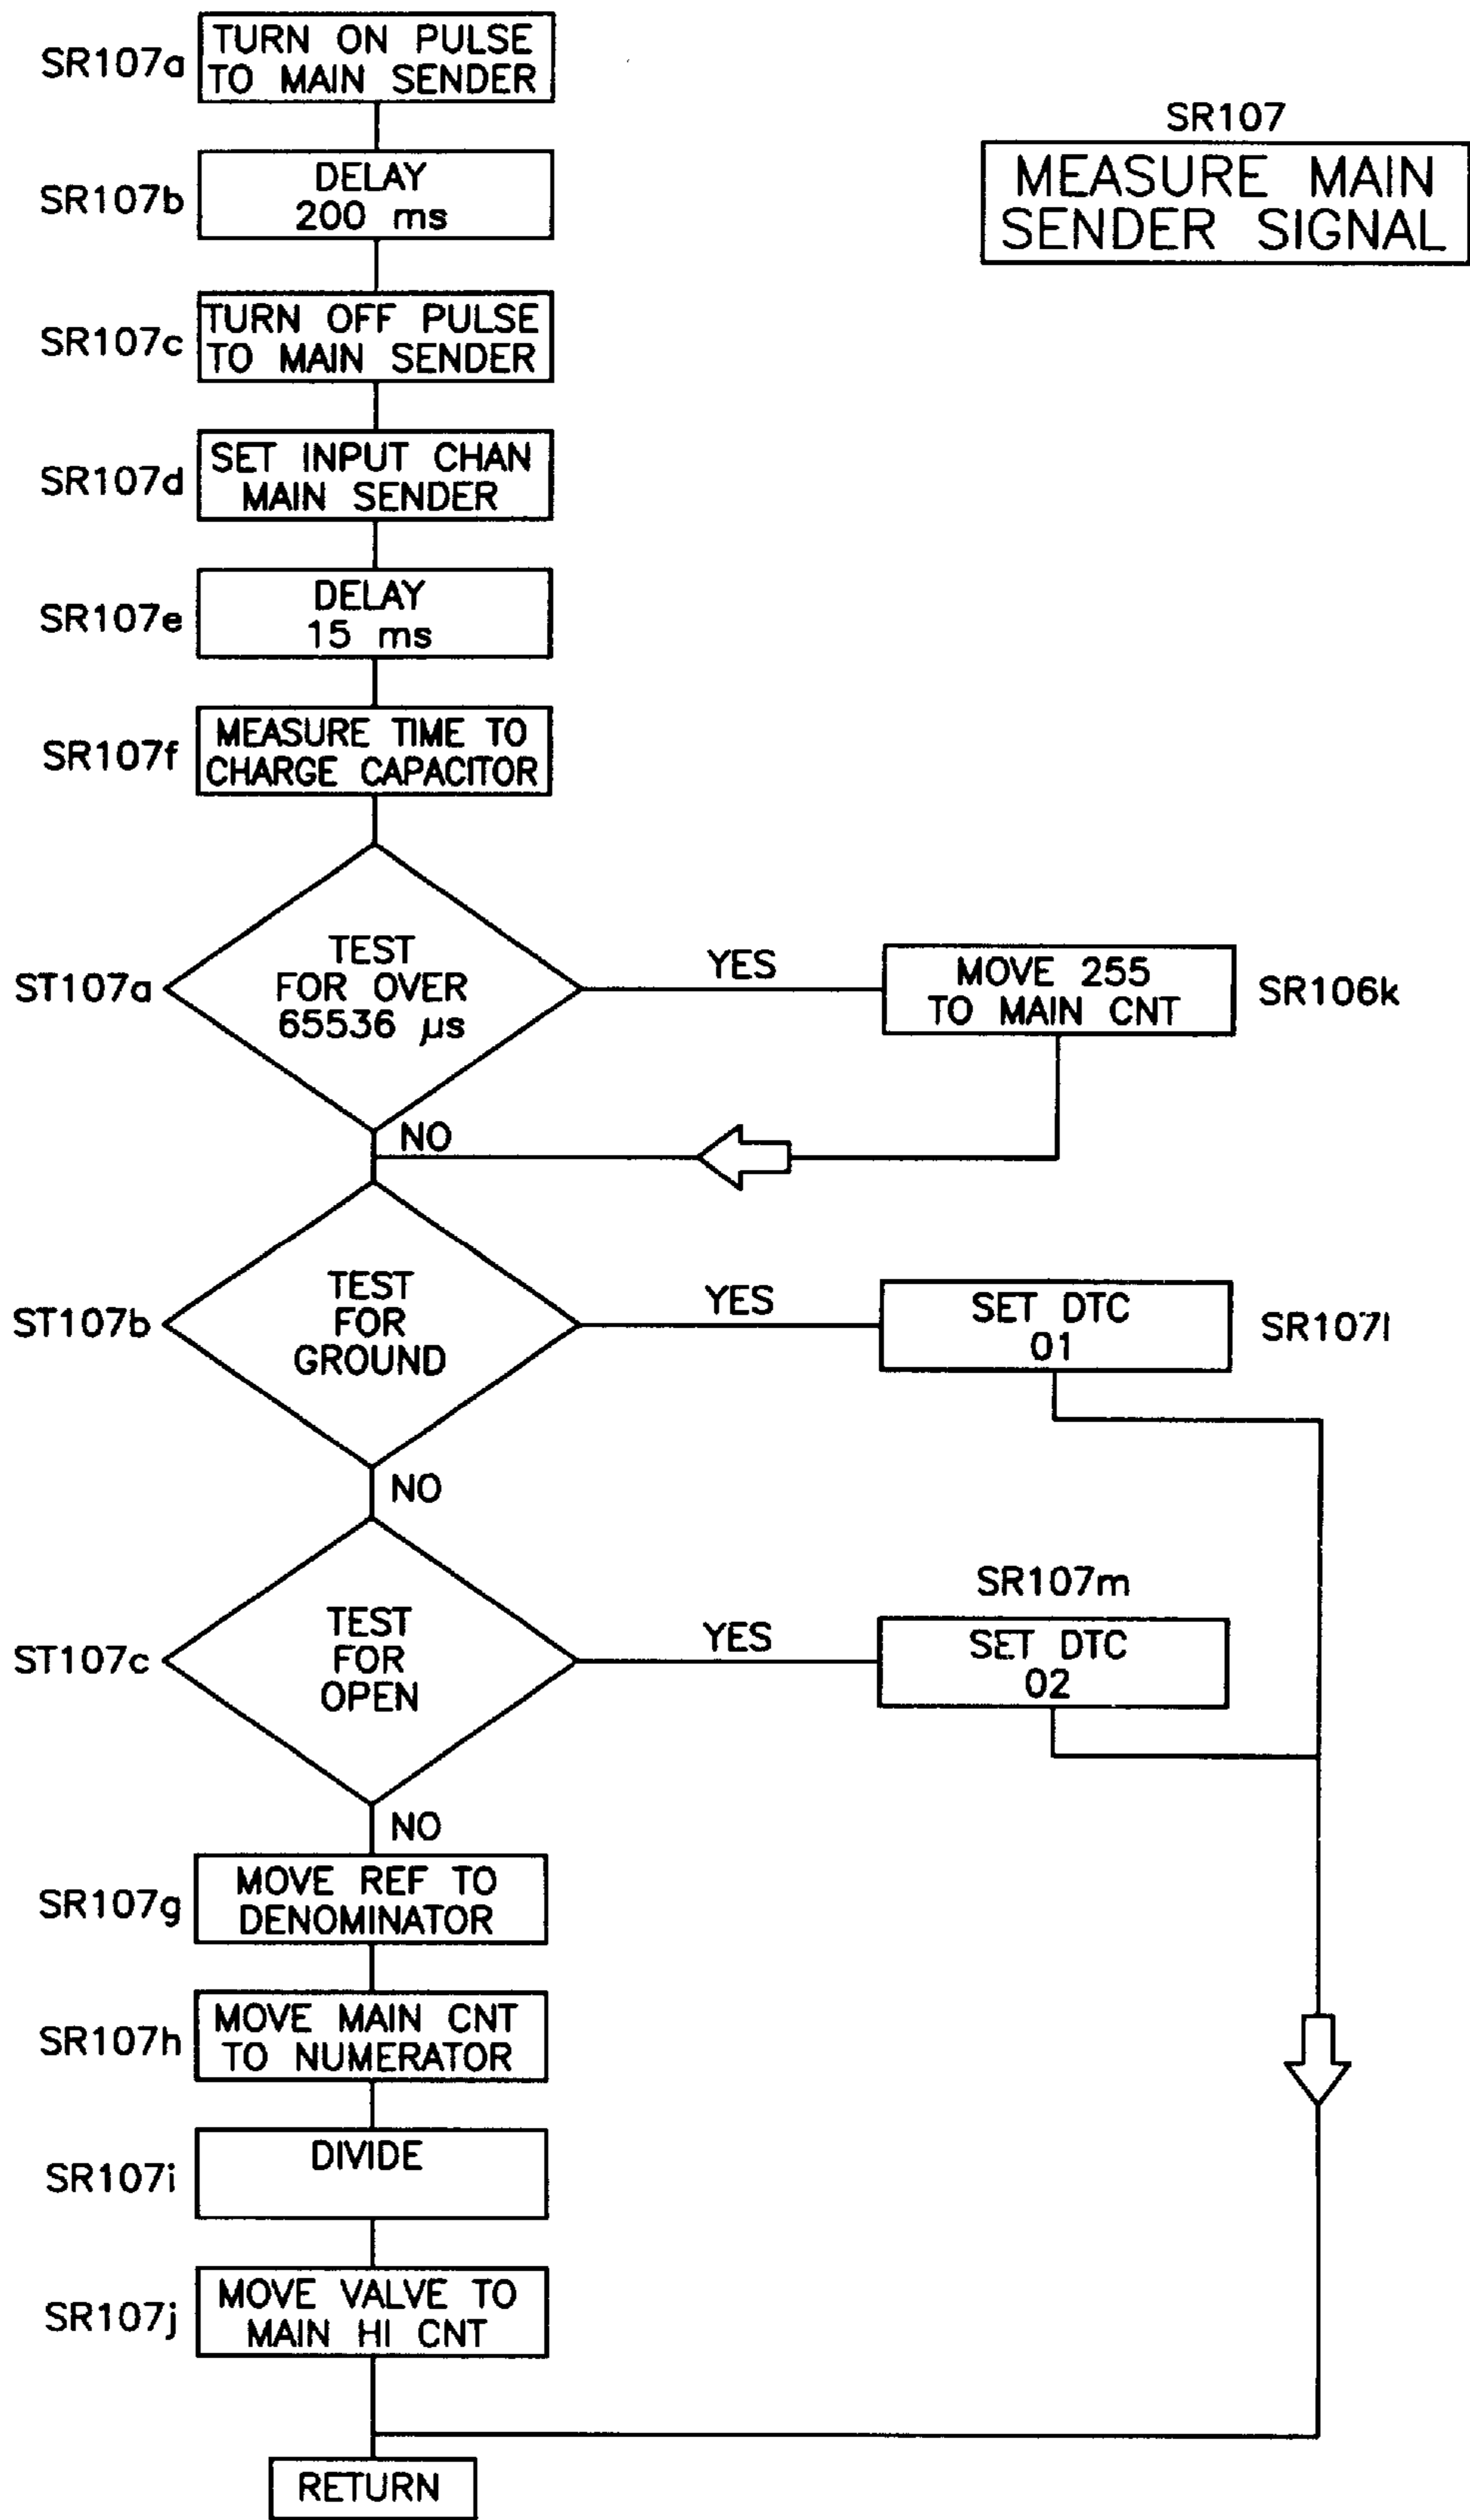 SR107a
TURN ON PULSE
TO MAIN SENDER
SR107
MEASURE MAIN
SENDER SIGNAL
SR107b
DELAY
200 ms
SR107c
TURN OFF PULSE
TO MAIN SENDER
SR107d
SET INPUT CHAN
MAIN SENDER
SR107e
DELAY
15 ms
SR107f
MEASURE TIME TO
CHARGE CAPACITOR
ST107a
TEST
FOR OVER
65536 µs
YES
MOVE 255
TO MAIN CNT
SR106k
NO
ST107b
TEST
FOR
GROUND
YES
SET DTC
01
SR107l
NO
ST107c
TEST
FOR
OPEN
YES
SR107m
SET DTC
02
NO
SR107g
MOVE REF TO
DENOMINATOR
SR107h
MOVE MAIN CNT
TO NUMERATOR
SR107i
DIVIDE
SR107j
MOVE VALVE TO
MAIN HI CNT
RETURN